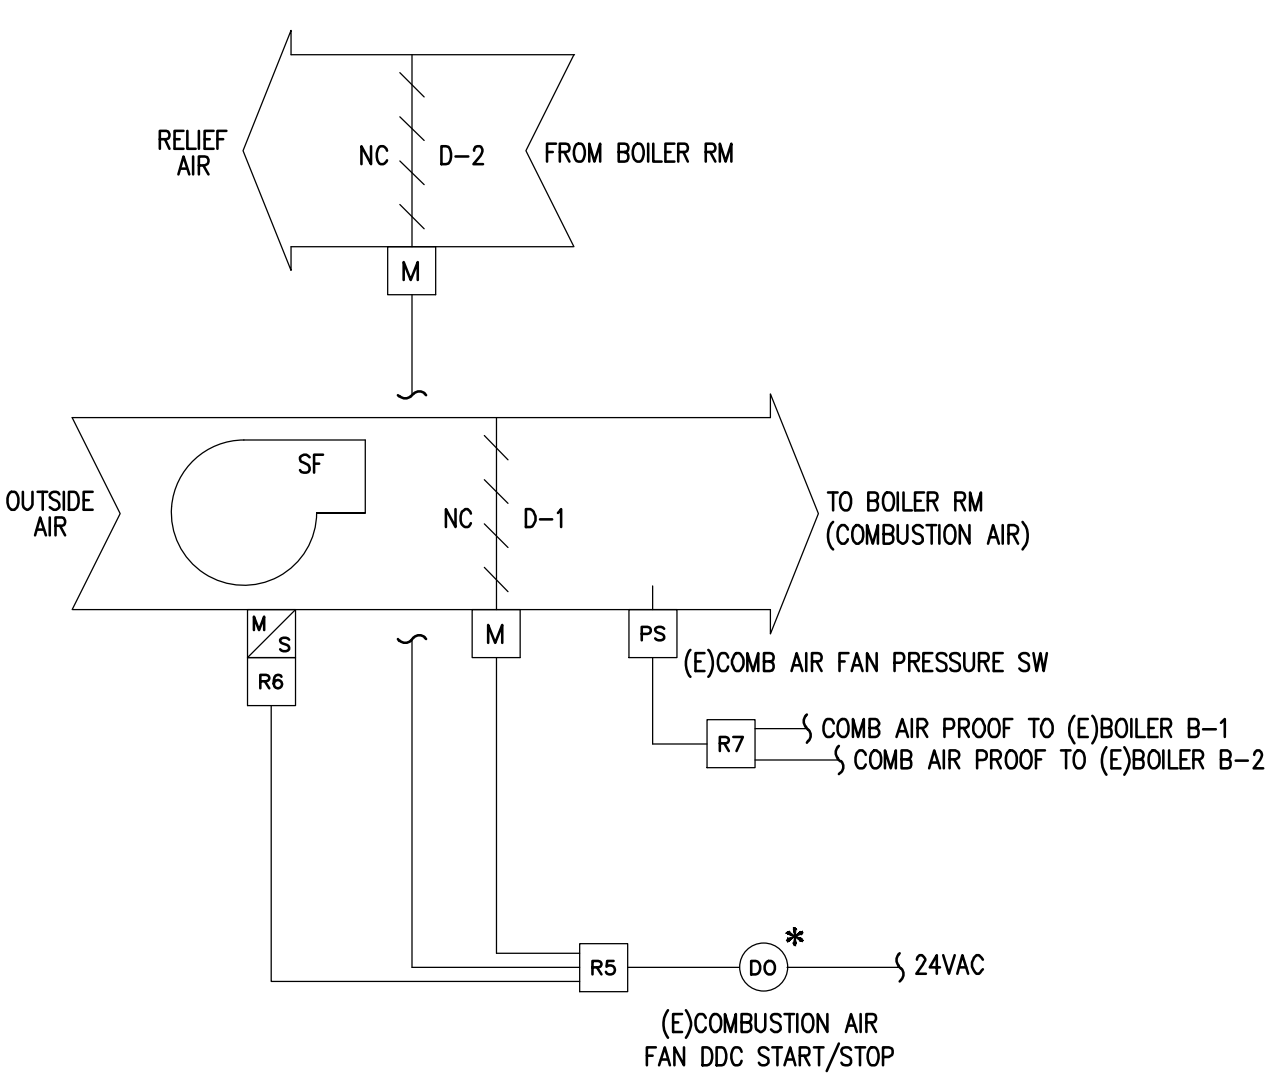 RELIEF
AIR
NC
D-2
FROM BOILER RM
M
SF
OUTSIDE
AIR
NC
D-1
TO BOILER RM
(COMBUSTION AIR)
M
S
M
PS
(E)COMB AIR FAN PRESSURE SW
R6
R7
COMB AIR PROOF TO (E)BOILER B-1
COMB AIR PROOF TO (E)BOILER B-2
R5
DO
*
24VAC
(E)COMBUSTION AIR
FAN DDC START/STOP